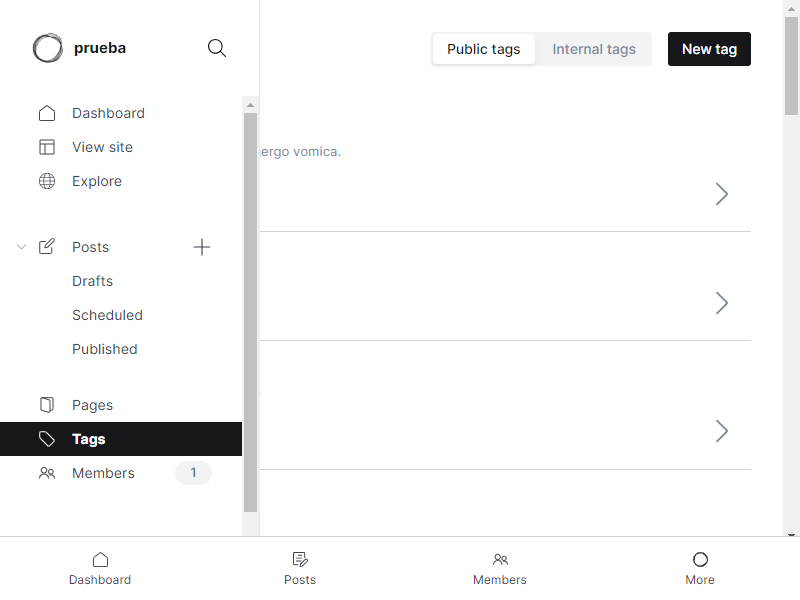 prueba
Public tags
Internal tags
New tag
Dashboard
View site
Explore
ergo vomica.
Posts
Drafts
Scheduled
Published
Pages
Tags
Members
1
Dashboard
Posts
Members
More